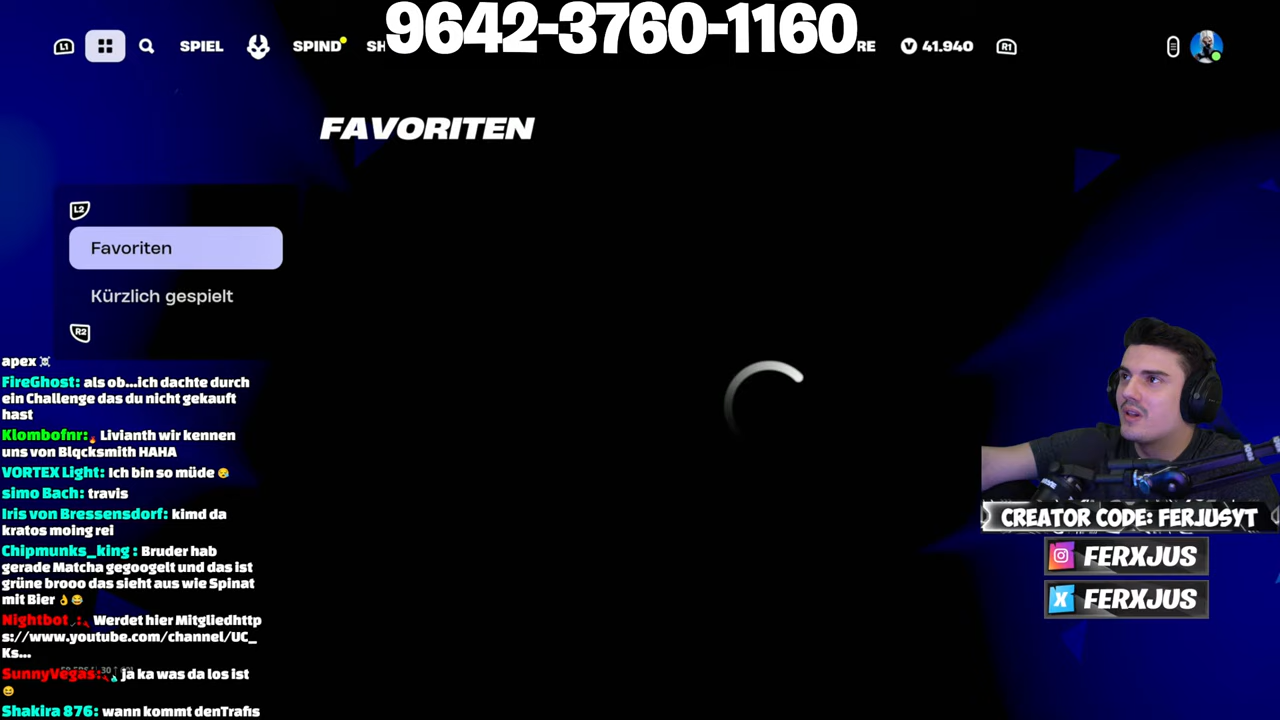 9642-3760-1160
L1 SPIEL SPIND SH RE 41.940 R1
FAVORITEN
L2
Favoriten
Kürzlich gespielt
R2
apex ☠
FireGhost: als ob...ich dachte durch
ein Challenge das du nicht gekauft
hast
Klombofnr: Livianth wir kennen
uns von Blqcksmith HAHA
VORTEX Light: Ich bin so müde 😪
simo Bach: travis
Iris von Bressensdorf: kimd da
kratos moing rei
Chipmunks_king : Bruder hab
gerade Matcha gegoogelt und das ist
grüne brooo das sieht aus wie Spinat
mit Bier 👌😂
Nightbot : Werdet hier Mitgliedhttp
s://www.youtube.com/channel/UC_
Ks...
SunnyVegas: ja ka was da los ist
😄
Shakira 876: wann kommt denTrafis
CREATOR CODE: FERJUSYT
FERXJUS
X FERXJUS